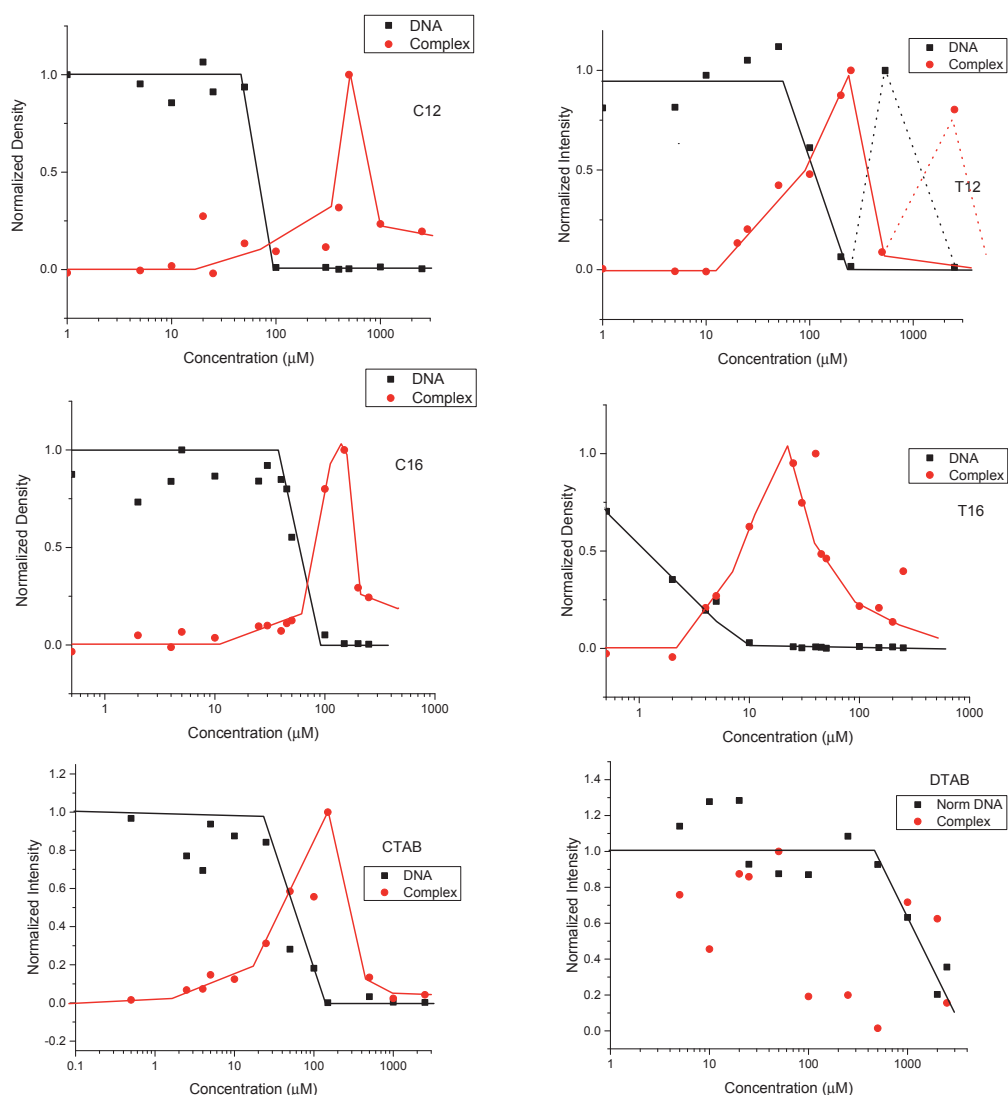 DNA
Complex
C12
Normalized Density
1.0
0.5
0.0
1 10 100 1000
Concentration (μM)
DNA
Complex
T12
Normalized Intensity
1.0
0.5
0.0
1 10 100 1000
Concentration (μM)
DNA
Complex
C16
Normalized Density
1.0
0.5
0.0
1 10 100 1000
Concentration (μM)
DNA
Complex
T16
Normalized Density
1.0
0.5
0.0
1 10 100 1000
Concentration (μM)
CTAB
DNA
Complex
Normalized Intensity
1.2
1.0
0.8
0.6
0.4
0.2
0.0
-0.2
0.1 1 10 100 1000
Concentration (μM)
DTAB
Norm DNA
Complex
Normalized Intensity
1.4
1.2
1.0
0.8
0.6
0.4
0.2
0.0
1 10 100 1000
Concentration (μM)